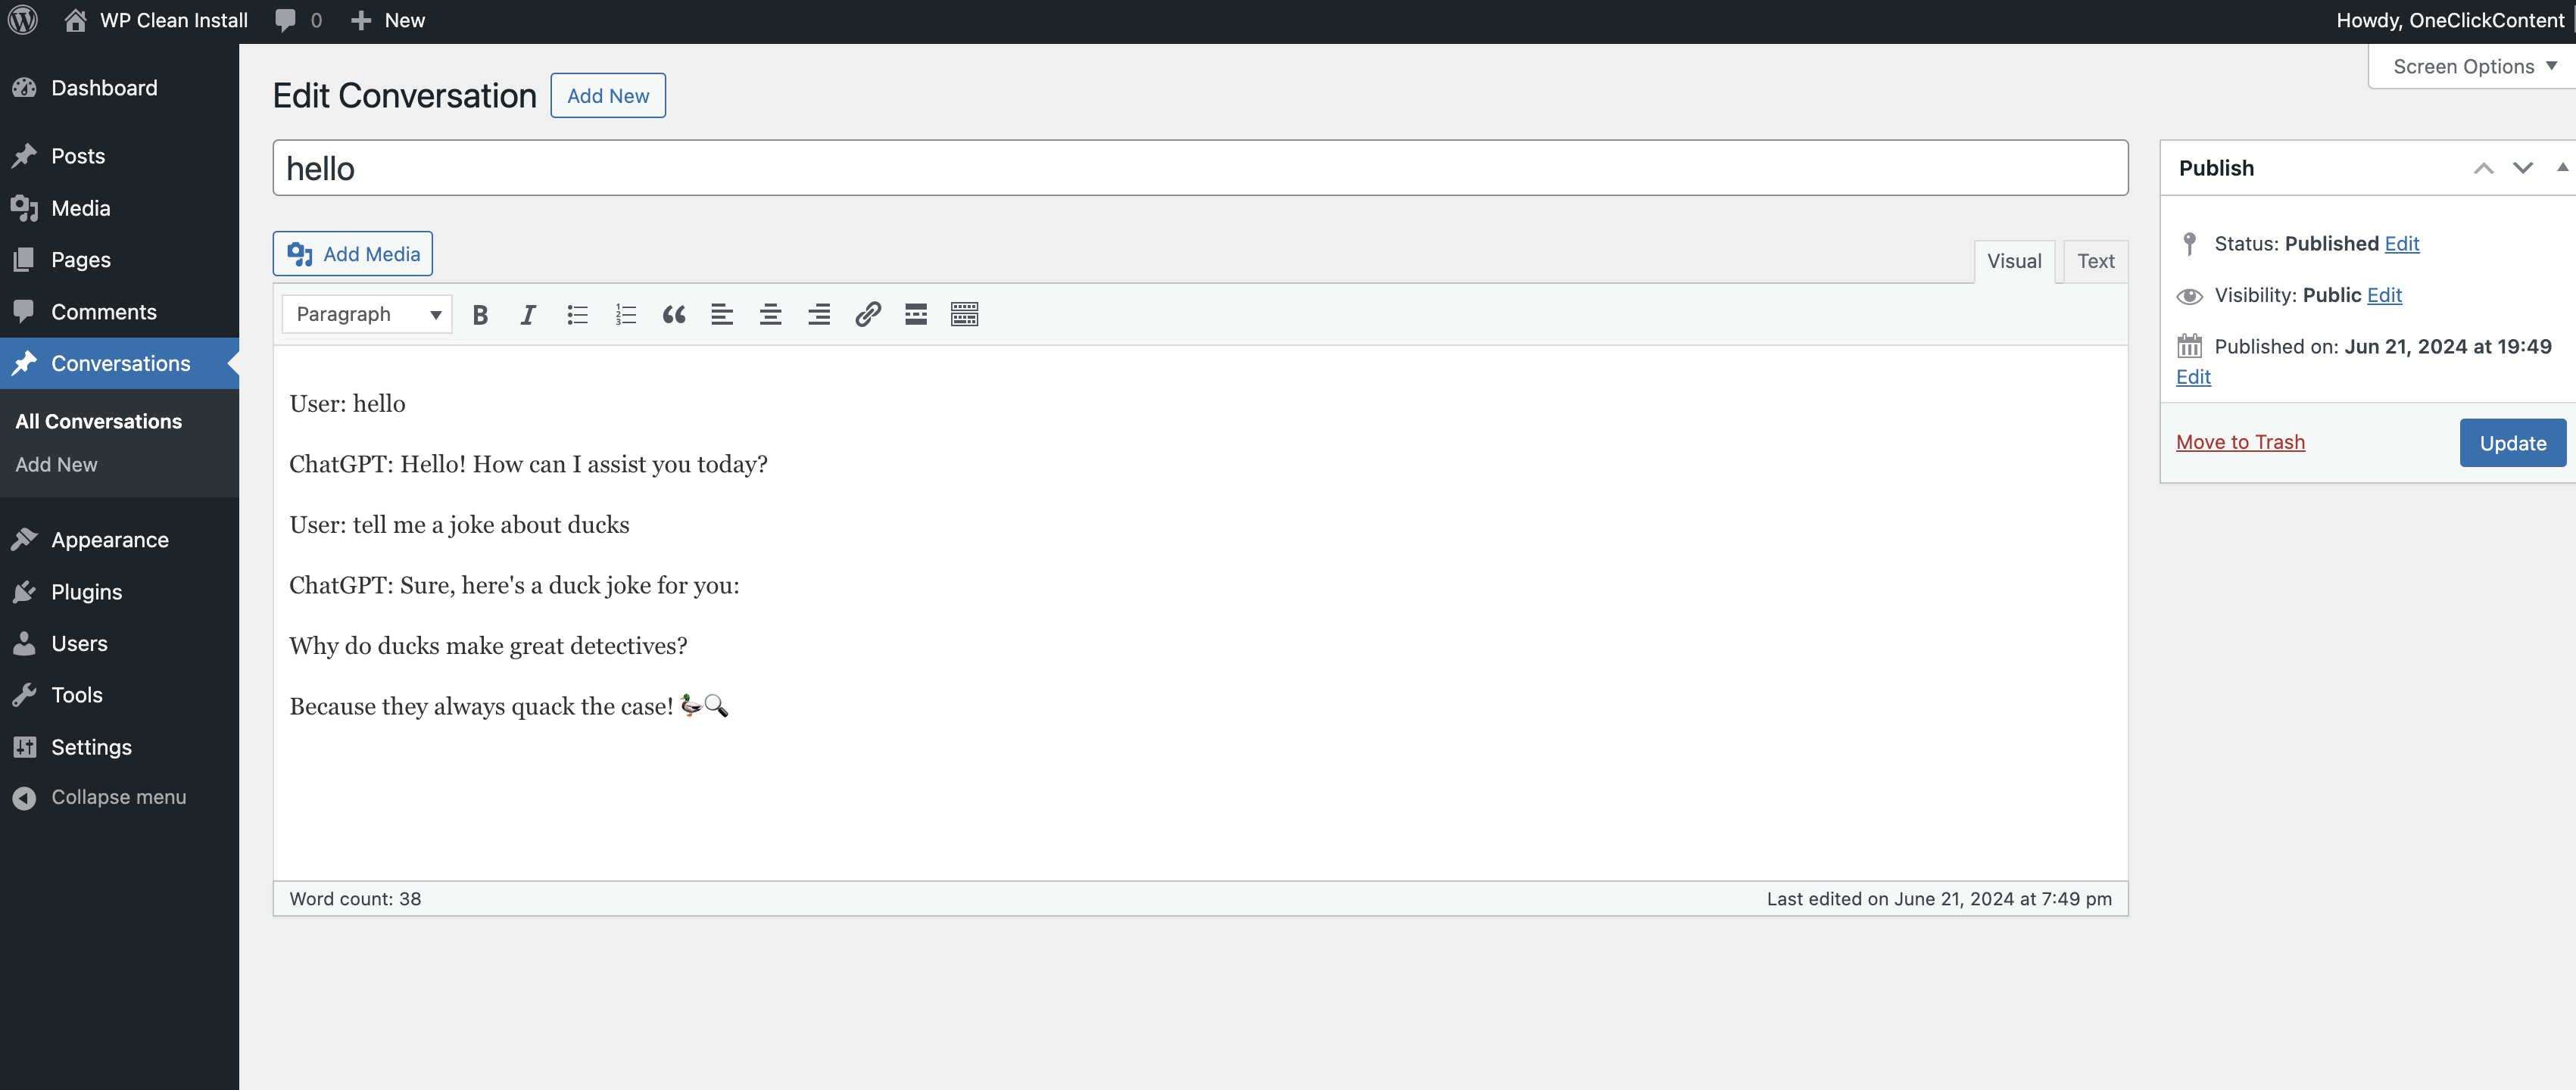 WP Clean Install 0 New Howdy, OneClickContent
Screen Options
Dashboard
Posts
Media
Pages
Comments
Conversations
All Conversations
Add New
Appearance
Plugins
Users
Tools
Settings
Collapse menu
Edit Conversation Add New
hello
Add Media
Visual Text
Paragraph
User: hello
ChatGPT: Hello! How can I assist you today?
User: tell me a joke about ducks
ChatGPT: Sure, here's a duck joke for you:
Why do ducks make great detectives?
Because they always quack the case! 🦆🔍
Word count: 38 Last edited on June 21, 2024 at 7:49 pm
Publish
Status: Published Edit
Visibility: Public Edit
Published on: Jun 21, 2024 at 19:49
Edit
Move to Trash Update